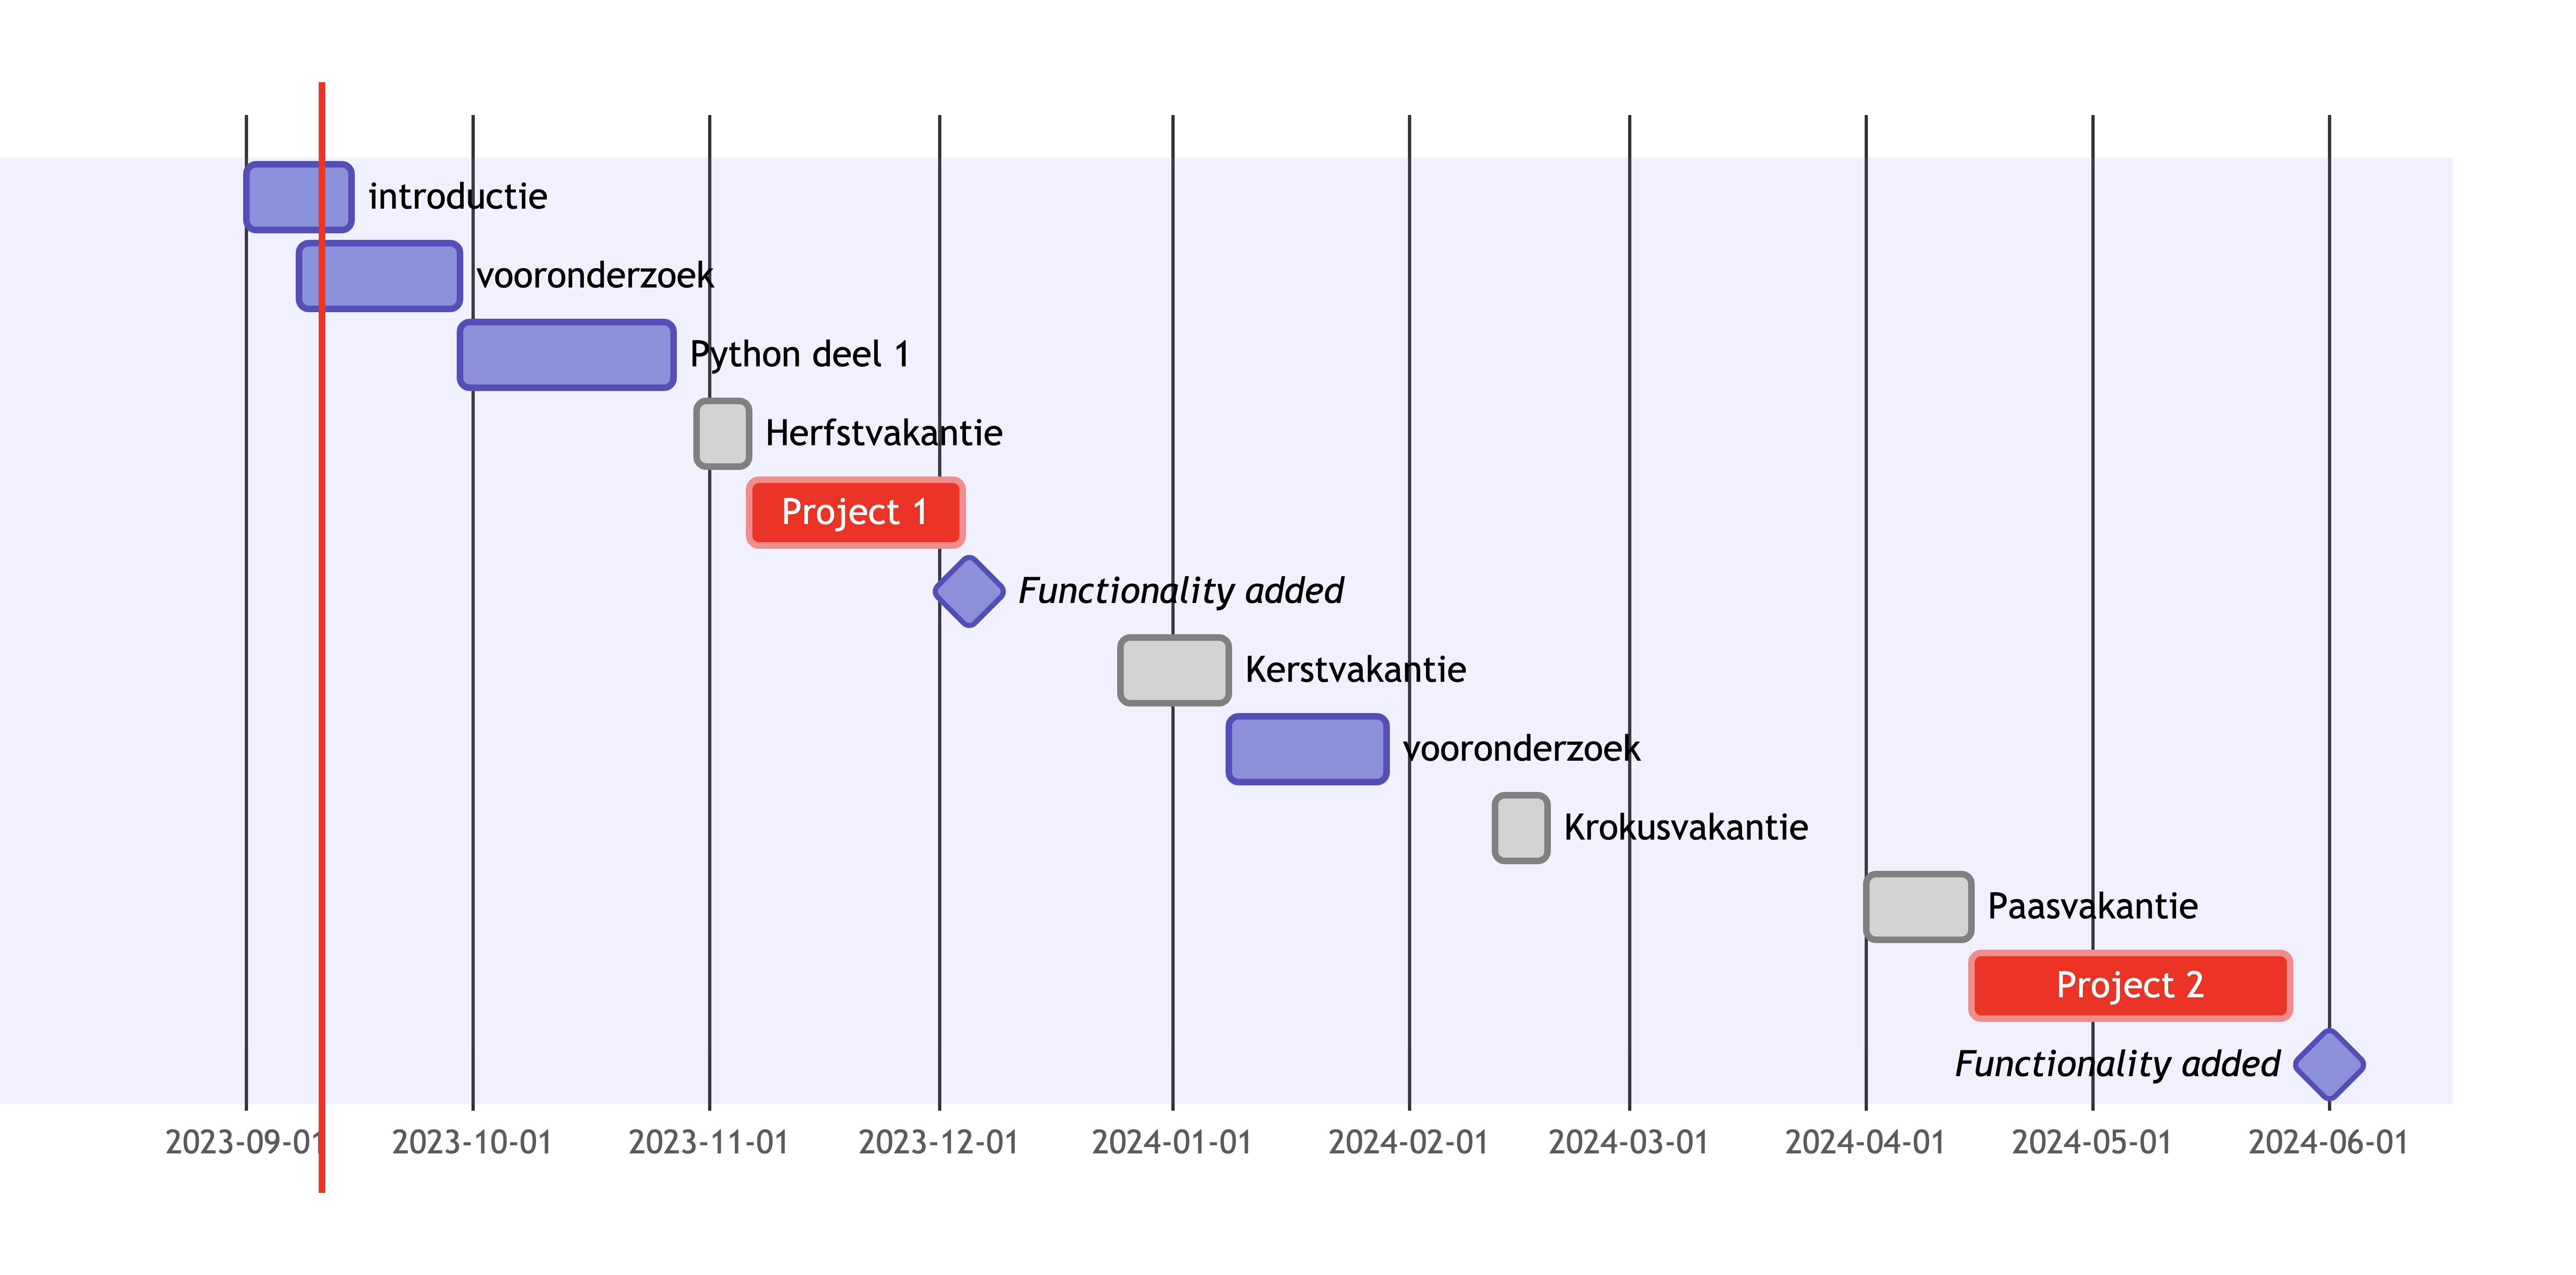 introductie
vooronderzoek
Python deel 1
Herfstvakantie
Project 1
Functionality added
Kerstvakantie
vooronderzoek
Krokusvakantie
Paasvakantie
Project 2
Functionality added
2023-09-01 2023-10-01 2023-11-01 2023-12-01 2024-01-01 2024-02-01 2024-03-01 2024-04-01 2024-05-01 2024-06-01